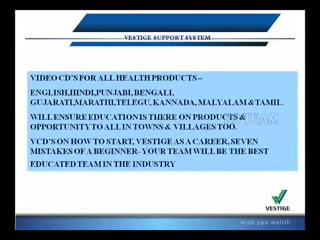 VESTIGE SUPPORT SYSTEM
VIDEO CD'S FOR ALL HEALTH PRODUCTS –
ENGLISH,HINDI,PUNJABI,BENGALI,
GUJARATI,MARATHI,TELEGU, KANNADA, MALYALAM & TAMIL.
WILL ENSURE EDUCATION IS THERE ON PRODUCTS &
OPPORTUNITY TO ALL IN TOWNS & VILLAGES TOO.
TEAM
VCD'S ON HOW TO START, VESTIGE AS A CAREER, SEVEN
MISTAKES OF A BEGINNER- YOUR TEAM WILL BE THE BEST
EDUCATED TEAM IN THE INDUSTRY
VESTIGE
wish you wellth